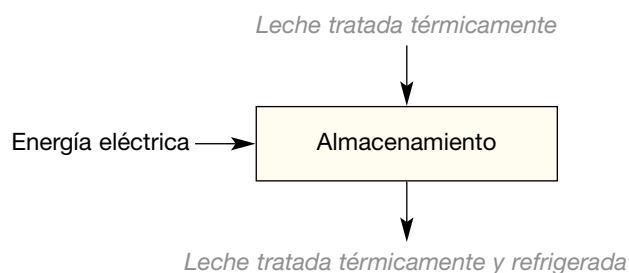 Leche tratada térmicamente
Energía eléctrica
Almacenamiento
Leche tratada térmicamente y refrigerada